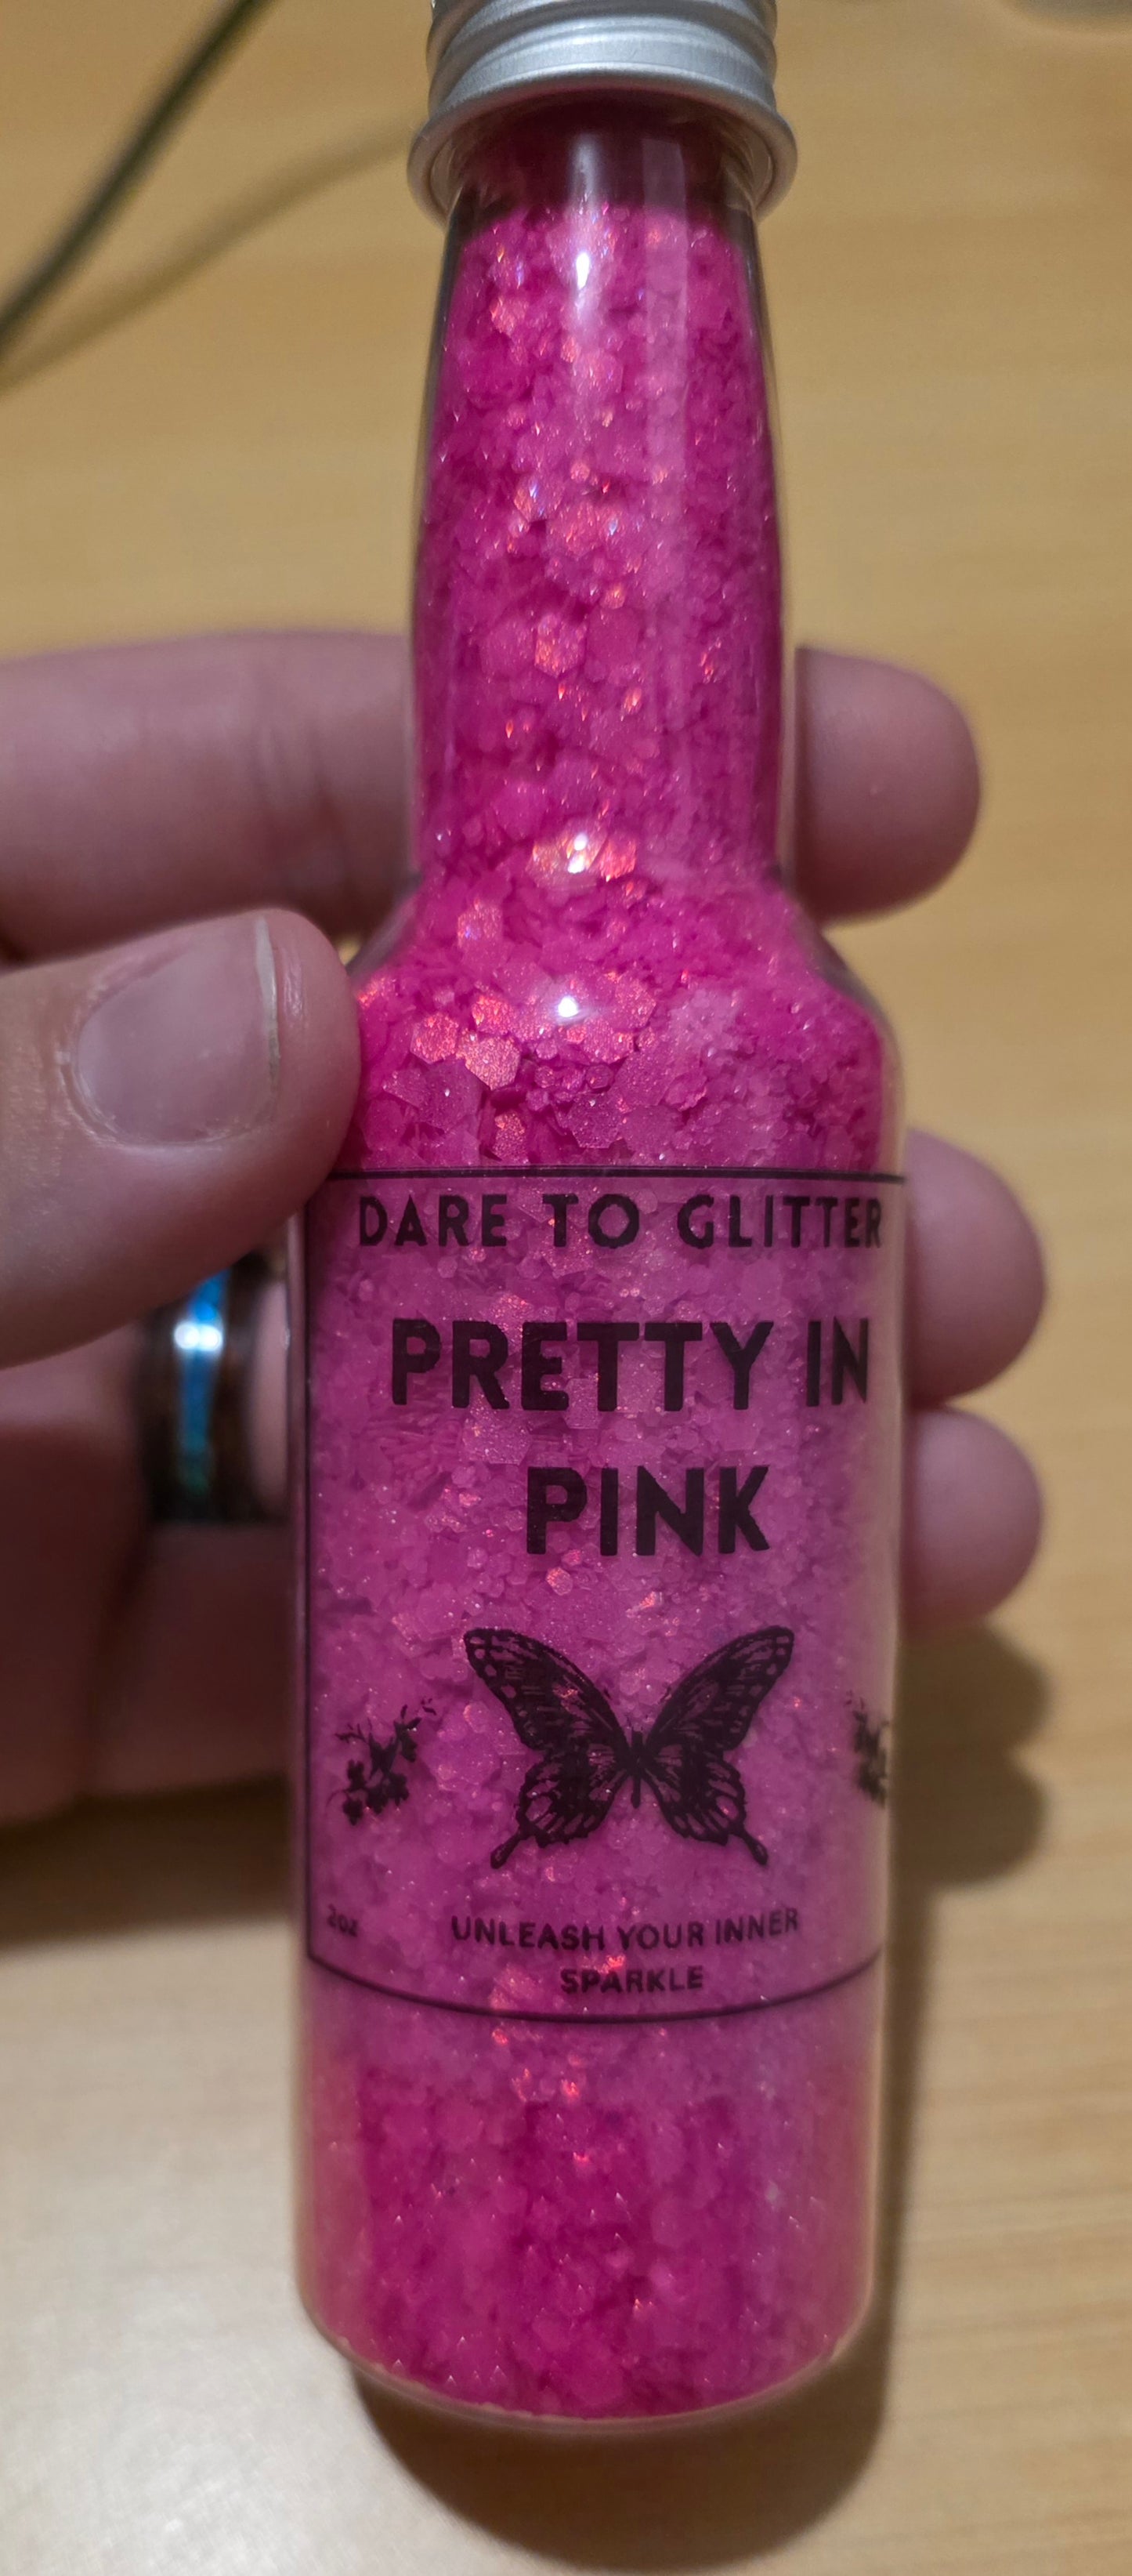 DARE TO GLITTER
PRETTY IN
PINK
2oz
UNLEASH YOUR INNER
SPARKLE